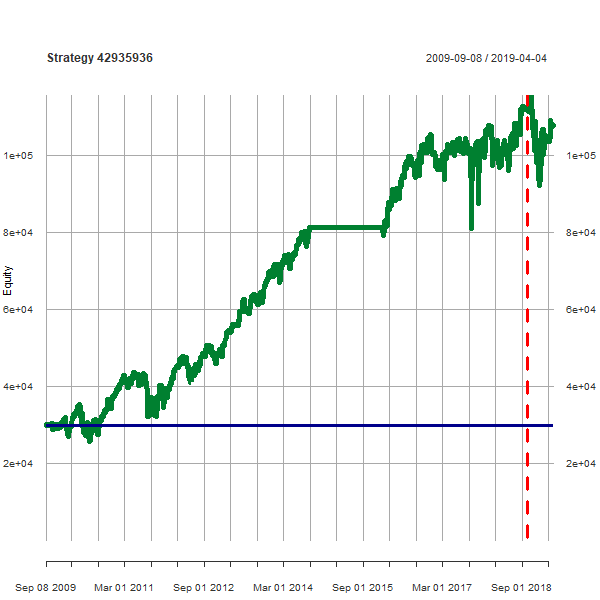 Strategy 42935936 2009-09-08 / 2019-04-04
1e+05 1e+05
8e+04 8e+04
Equity
6e+04 6e+04
4e+04 4e+04
2e+04 2e+04
Sep 08 2009 Mar 01 2011 Sep 01 2012 Mar 01 2014 Sep 01 2015 Mar 01 2017 Sep 01 2018